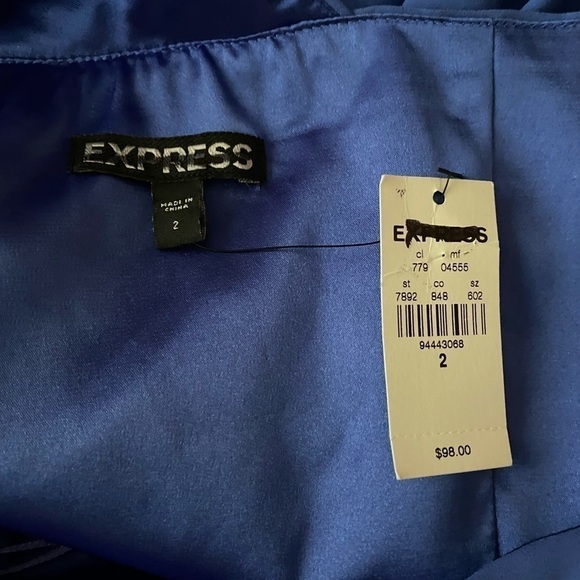 EXPRESS
MADE IN
CHINA
2
EXPRESS
cl mf
779 04555
st co sz
7892 848 602
94443068
2
$98.00